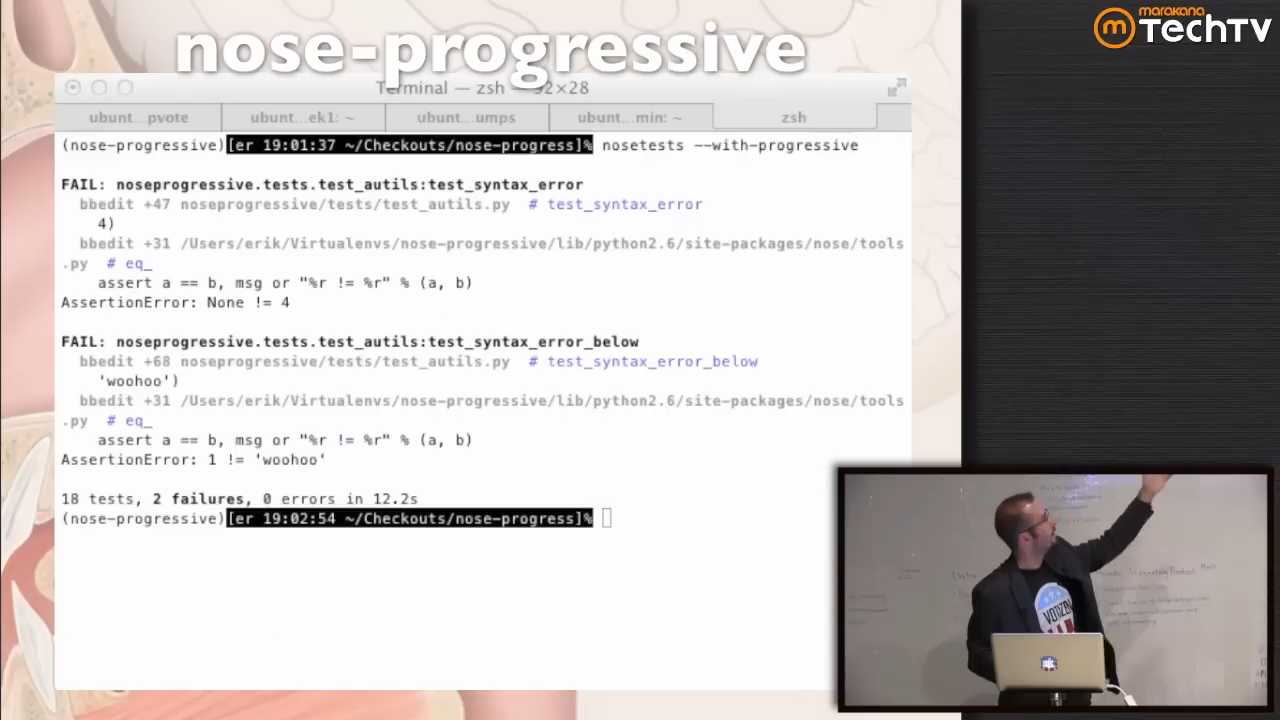 nose-progressive
marakana
TechTV
Terminal — zsh — 92×28
ubunt...pvote ubunt...ek1: ~ ubunt...umps ubunt...min: ~ zsh
(nose-progressive)[er 19:01:37 ~/Checkouts/nose-progress]% nosetests --with-progressive
FAIL: noseprogressive.tests.test_autils:test_syntax_error
bbedit +47 noseprogressive/tests/test_autils.py # test_syntax_error
4)
bbedit +31 /Users/erik/Virtualenvs/nose-progressive/lib/python2.6/site-packages/nose/tools
.py # eq_
assert a == b, msg or "%r != %r" % (a, b)
AssertionError: None != 4
FAIL: noseprogressive.tests.test_autils:test_syntax_error_below
bbedit +68 noseprogressive/tests/test_autils.py # test_syntax_error_below
'woohoo')
bbedit +31 /Users/erik/Virtualenvs/nose-progressive/lib/python2.6/site-packages/nose/tools
.py # eq_
assert a == b, msg or "%r != %r" % (a, b)
AssertionError: 1 != 'woohoo'
18 tests, 2 failures, 0 errors in 12.2s
(nose-progressive)[er 19:02:54 ~/Checkouts/nose-progress]%